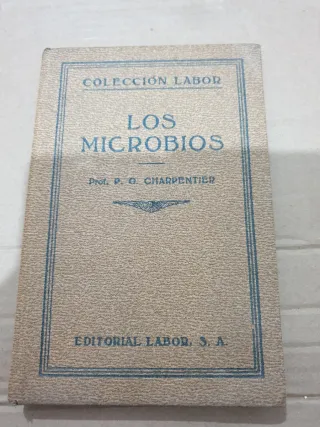 COLECCIÓN LABOR
LOS
MICROBIOS
Prof. P. G. CHARPENTIER
EDITORIAL LABOR, S. A.